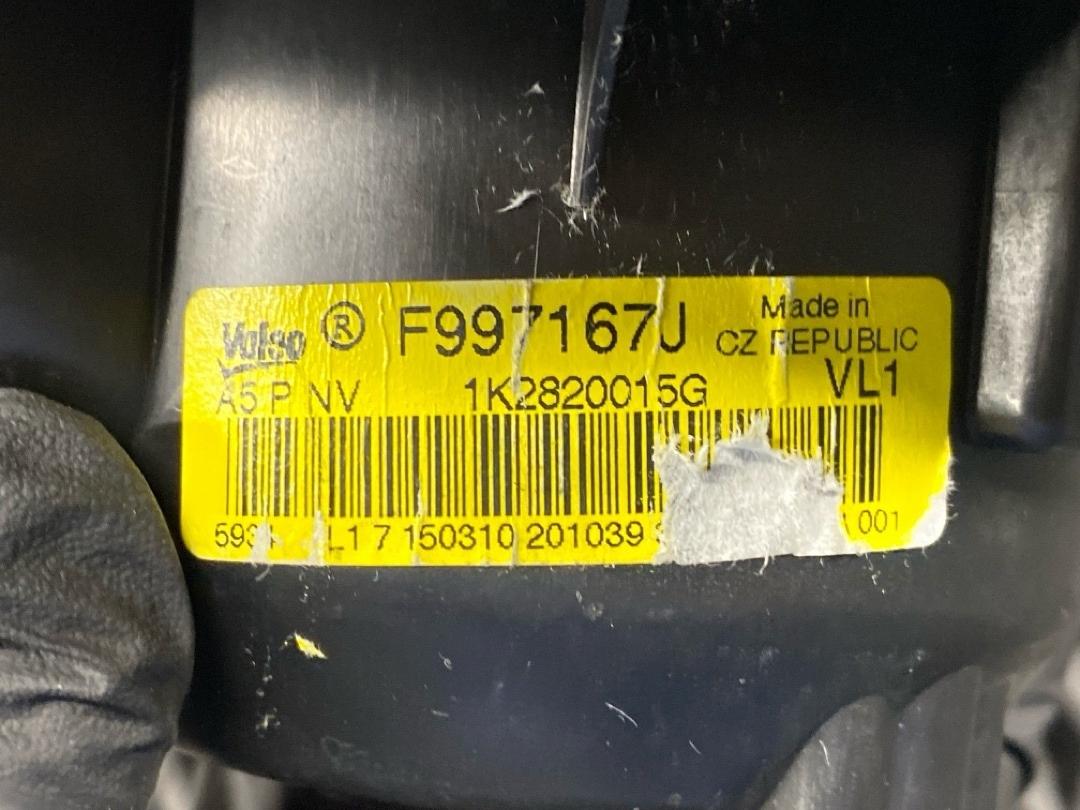 Valeo ® F997167J Made in
CZ REPUBLIC
A5 P NV 1K2820015G VL1
L1 7 150310 201039 001